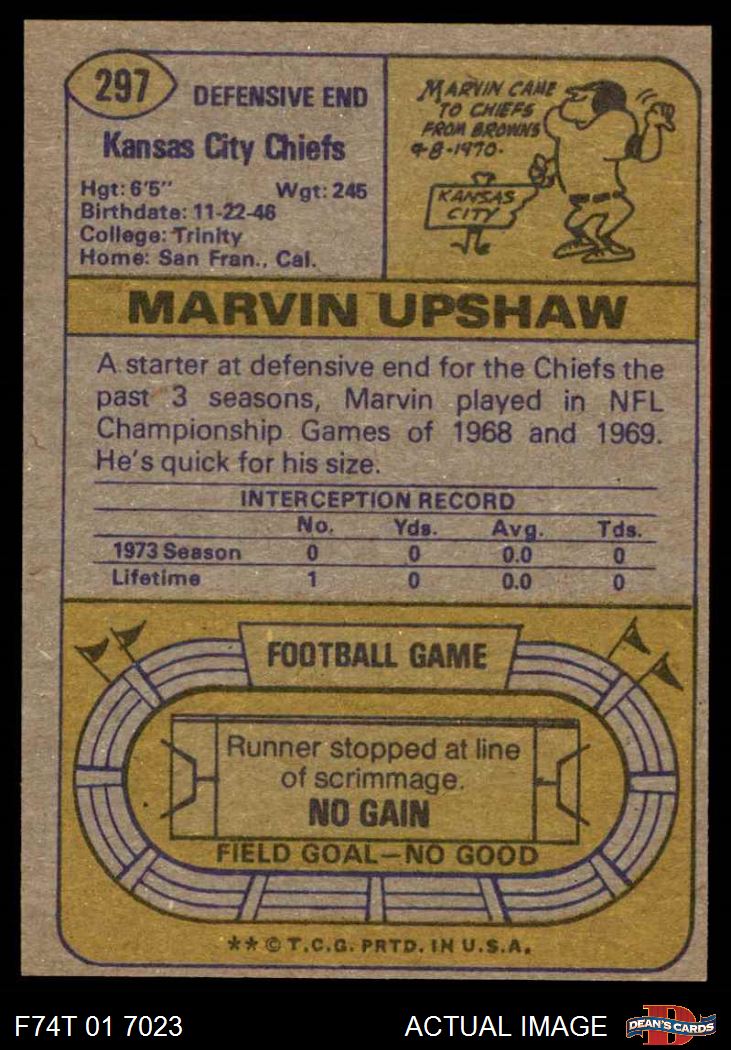 297
DEFENSIVE END
Kansas City Chiefs
Hgt: 6'5" Wgt: 245
Birthdate: 11-22-46
College: Trinity
Home: San Fran., Cal.
MARVIN CAME
TO CHIEFS
FROM BROWNS
9-8-1970.
KANSAS
CITY
MARVIN UPSHAW
A starter at defensive end for the Chiefs the
past 3 seasons, Marvin played in NFL
Championship Games of 1968 and 1969.
He's quick for his size.
INTERCEPTION RECORD
No. Yds. Avg. Tds.
1973 Season 0 0 0.0 0
Lifetime 1 0 0.0 0
FOOTBALL GAME
Runner stopped at line
of scrimmage.
NO GAIN
FIELD GOAL—NO GOOD
** © T.C.G. PRTD. IN U.S.A.
F74T 01 7023 ACTUAL IMAGE
D
DEAN'S CARDS